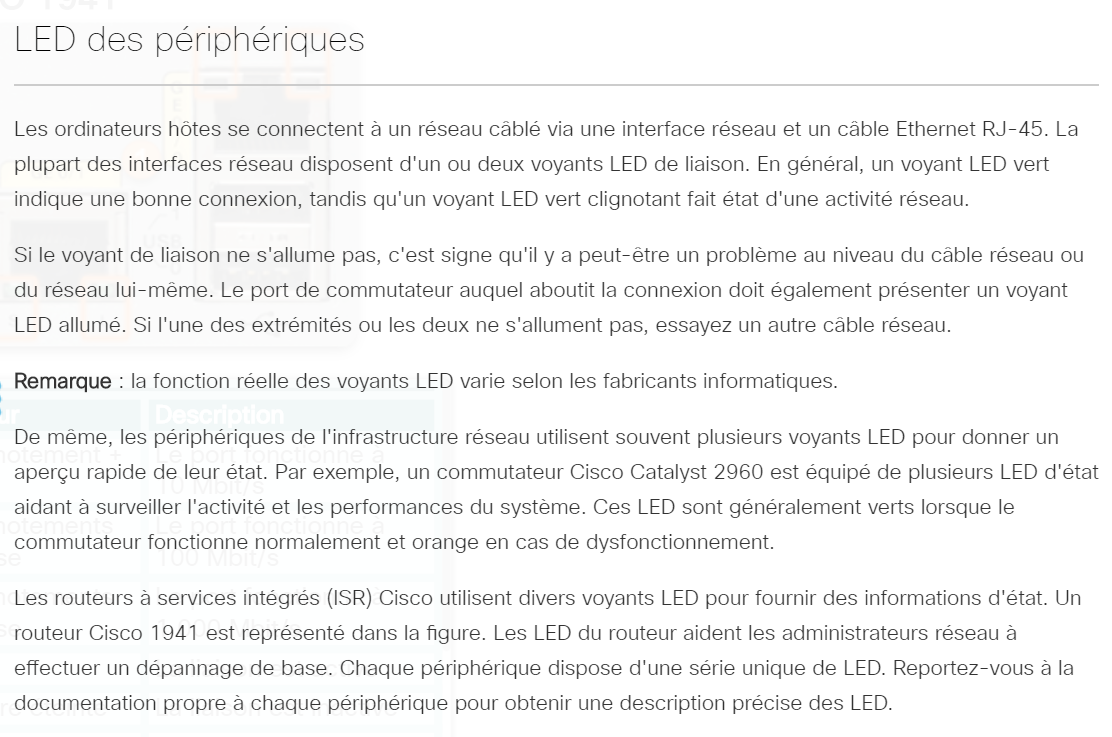 LED des périphériques
Les ordinateurs hôtes se connectent à un réseau câblé via une interface réseau et un câble Ethernet RJ-45. La
plupart des interfaces réseau disposent d'un ou deux voyants LED de liaison. En général, un voyant LED vert
indique une bonne connexion, tandis qu'un voyant LED vert clignotant fait état d'une activité réseau.
Si le voyant de liaison ne s'allume pas, c'est signe qu'il y a peut-être un problème au niveau du câble réseau ou
du réseau lui-même. Le port de commutateur auquel aboutit la connexion doit également présenter un voyant
LED allumé. Si l'une des extrémités ou les deux ne s'allument pas, essayez un autre câble réseau.
Remarque : la fonction réelle des voyants LED varie selon les fabricants informatiques.
Description
De même, les périphériques de l'infrastructure réseau utilisent souvent plusieurs voyants LED pour donner un
Le port fonctionne à
aperçu rapide de leur état. Par exemple, un commutateur Cisco Catalyst 2960 est équipé de plusieurs LED d'état
10 Mbit/s
aidant à surveiller l'activité et les performances du système. Ces LED sont généralement verts lorsque le
Le port fonctionne à
commutateur fonctionne normalement et orange en cas de dysfonctionnement.
100 Mbit/s
Les routeurs à services intégrés (ISR) Cisco utilisent divers voyants LED pour fournir des informations d'état. Un
routeur Cisco 1941 est représenté dans la figure. Les LED du routeur aident les administrateurs réseau à
effectuer un dépannage de base. Chaque périphérique dispose d'une série unique de LED. Reportez-vous à la
documentation propre à chaque périphérique pour obtenir une description précise des LED.